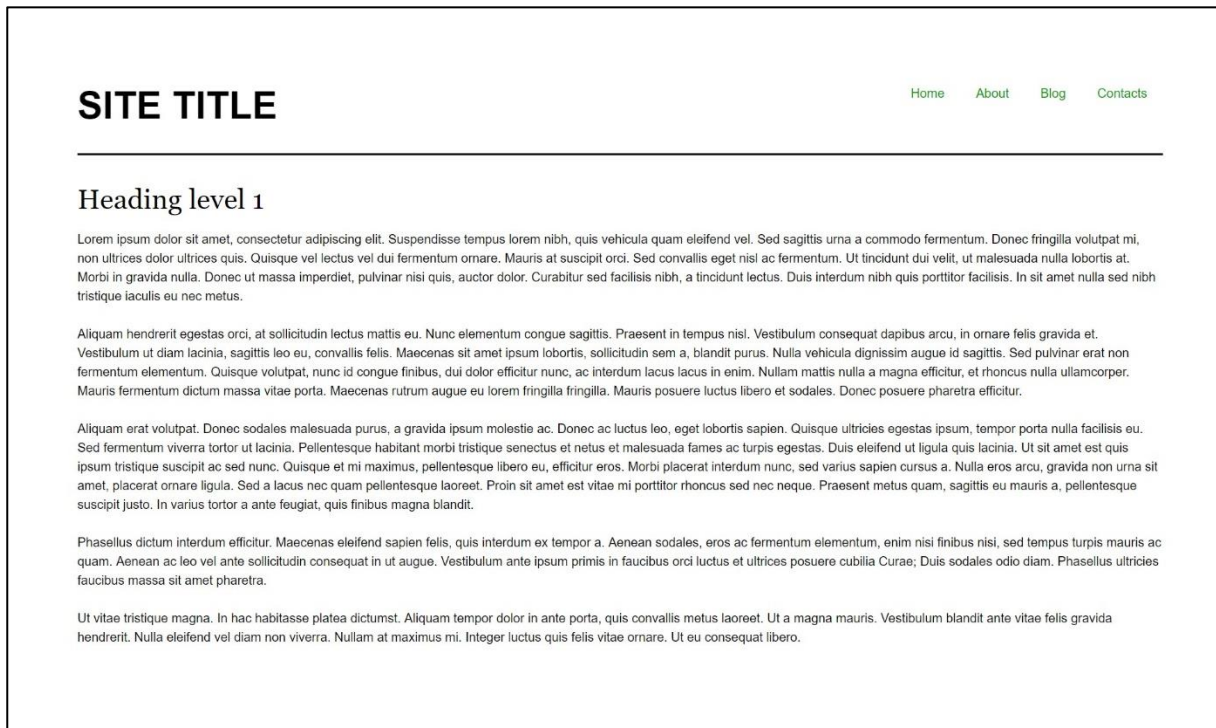 SITE TITLE
Home About Blog Contacts
Heading level 1
Lorem ipsum dolor sit amet, consectetur adipiscing elit. Suspendisse tempus lorem nibh, quis vehicula quam eleifend vel. Sed sagittis urna a commodo fermentum. Donec fringilla volutpat mi,
non ultrices dolor ultrices quis. Quisque vel lectus vel dui fermentum ornare. Mauris at suscipit orci. Sed convallis eget nisl ac fermentum. Ut tincidunt dui velit, ut malesuada nulla lobortis at.
Morbi in gravida nulla. Donec ut massa imperdiet, pulvinar nisi quis, auctor dolor. Curabitur sed facilisis nibh, a tincidunt lectus. Duis interdum nibh quis porttitor facilisis. In sit amet nulla sed nibh
tristique iaculis eu nec metus.
Aliquam hendrerit egestas orci, at sollicitudin lectus mattis eu. Nunc elementum congue sagittis. Praesent in tempus nisl. Vestibulum consequat dapibus arcu, in ornare felis gravida et.
Vestibulum ut diam lacinia, sagittis leo eu, convallis felis. Maecenas sit amet ipsum lobortis, sollicitudin sem a, blandit purus. Nulla vehicula dignissim augue id sagittis. Sed pulvinar erat non
fermentum elementum. Quisque volutpat, nunc id congue finibus, dui dolor efficitur nunc, ac interdum lacus lacus in enim. Nullam mattis nulla a magna efficitur, et rhoncus nulla ullamcorper.
Mauris fermentum dictum massa vitae porta. Maecenas rutrum augue eu lorem fringilla fringilla. Mauris posuere luctus libero et sodales. Donec posuere pharetra efficitur.
Aliquam erat volutpat. Donec sodales malesuada purus, a gravida ipsum molestie ac. Donec ac luctus leo, eget lobortis sapien. Quisque ultricies egestas ipsum, tempor porta nulla facilisis eu.
Sed fermentum viverra tortor ut lacinia. Pellentesque habitant morbi tristique senectus et netus et malesuada fames ac turpis egestas. Duis eleifend ut ligula quis lacinia. Ut sit amet est quis
ipsum tristique suscipit ac sed nunc. Quisque et mi maximus, pellentesque libero eu, efficitur eros. Morbi placerat interdum nunc, sed varius sapien cursus a. Nulla eros arcu, gravida non urna sit
amet, placerat ornare ligula. Sed a lacus nec quam pellentesque laoreet. Proin sit amet est vitae mi porttitor rhoncus sed nec neque. Praesent metus quam, sagittis eu mauris a, pellentesque
suscipit justo. In varius tortor a ante feugiat, quis finibus magna blandit.
Phasellus dictum interdum efficitur. Maecenas eleifend sapien felis, quis interdum ex tempor a. Aenean sodales, eros ac fermentum elementum, enim nisi finibus nisi, sed tempus turpis mauris ac
quam. Aenean ac leo vel ante sollicitudin consequat in ut augue. Vestibulum ante ipsum primis in faucibus orci luctus et ultrices posuere cubilia Curae; Duis sodales odio diam. Phasellus ultricies
faucibus massa sit amet pharetra.
Ut vitae tristique magna. In hac habitasse platea dictumst. Aliquam tempor dolor in ante porta, quis convallis metus laoreet. Ut a magna mauris. Vestibulum blandit ante vitae felis gravida
hendrerit. Nulla eleifend vel diam non viverra. Nullam at maximus mi. Integer luctus quis felis vitae ornare. Ut eu consequat libero.